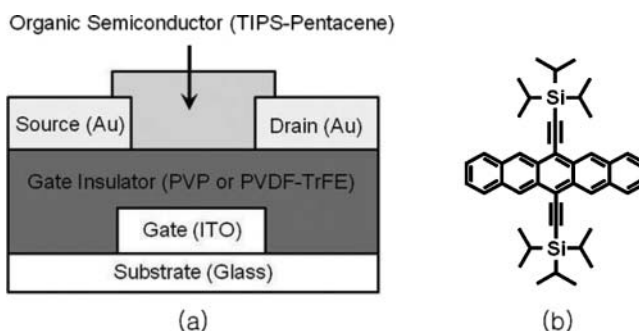 Organic Semiconductor (TIPS-Pentacene)
Source (Au)
Drain (Au)
Gate Insulator (PVP or PVDF-TrFE)
Gate (ITO)
Substrate (Glass)
(a)
Si
Si
(b)